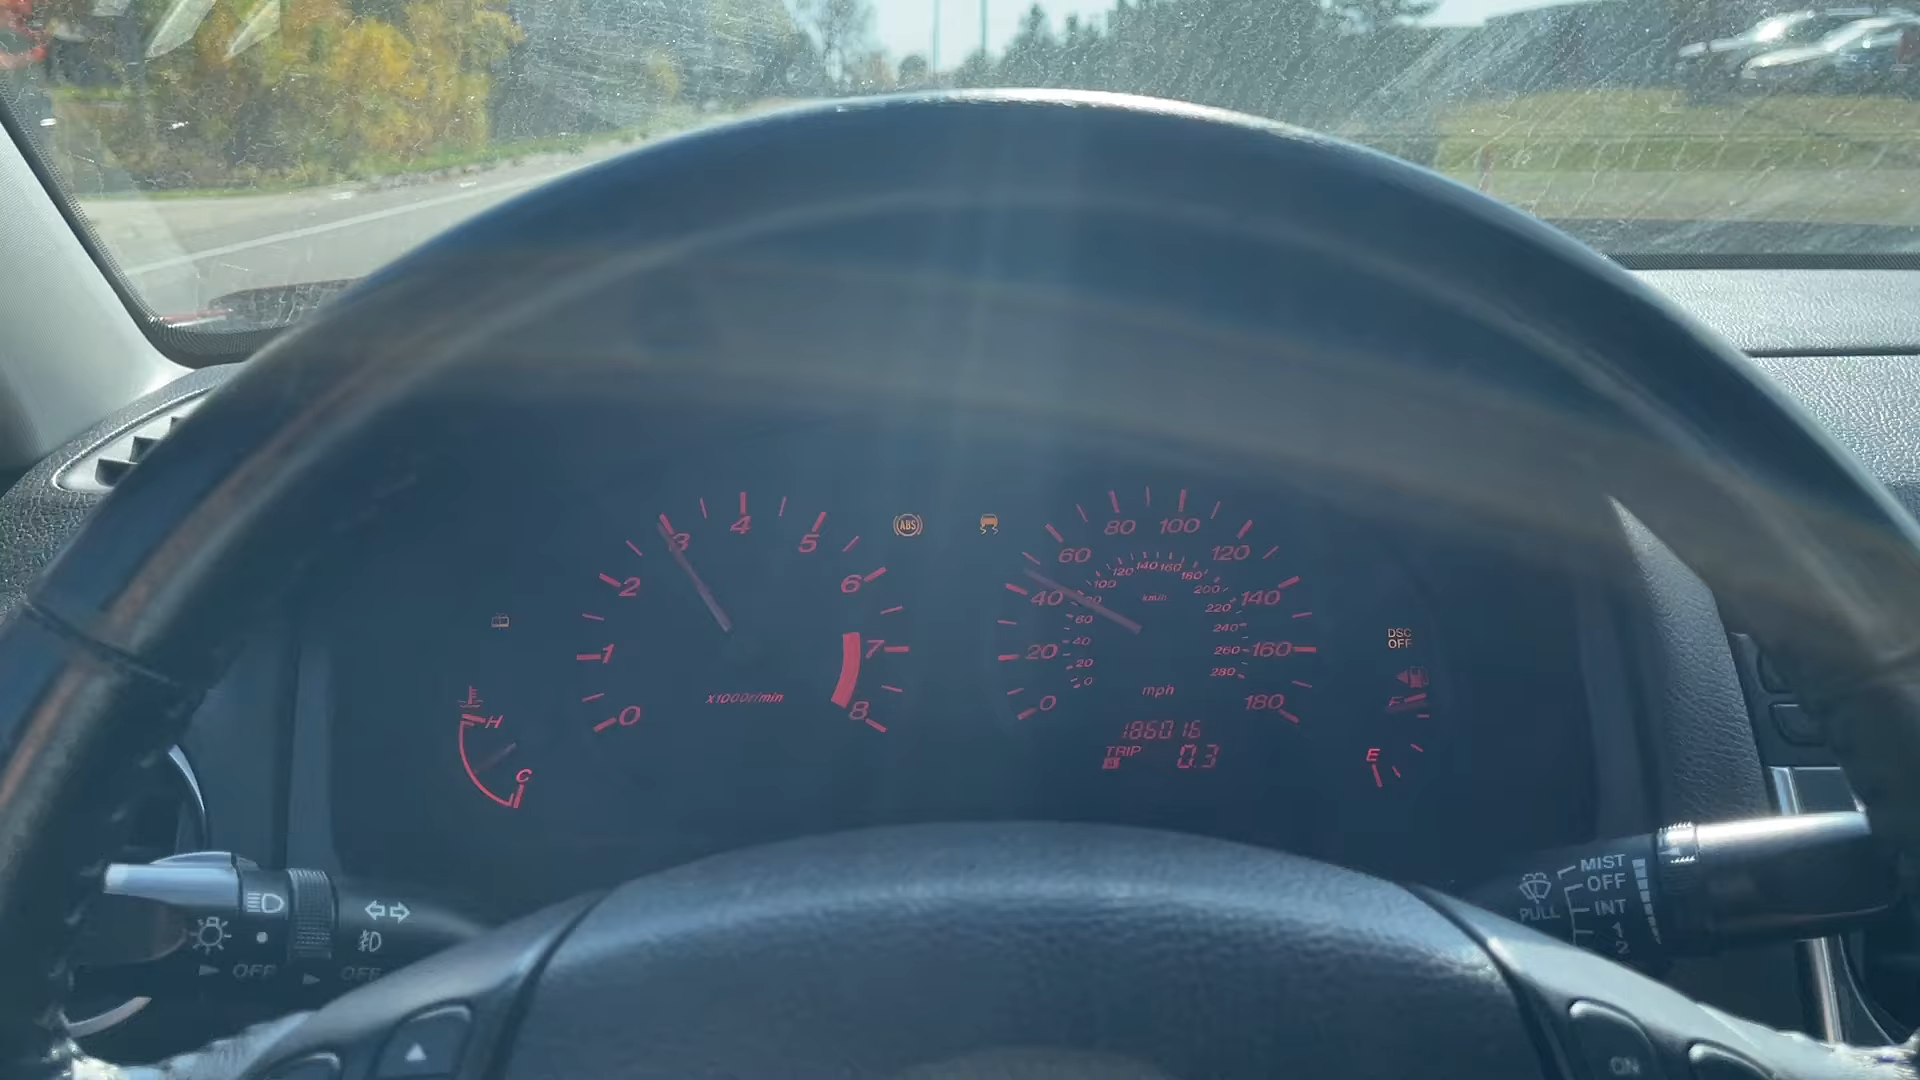 ABS
0 1 2 3 4 5 6 7 8
x1000r/min
H
C
0 20 40 60 80 100 120 140 160 180
0 20 40 60 80 100 120 140 160 180 200 220 240 260 280
km/h
mph
186016
TRIP
A 0.3
DSC
OFF
F
E
OFF OFF
MIST
OFF
PULL INT
1
2
ON